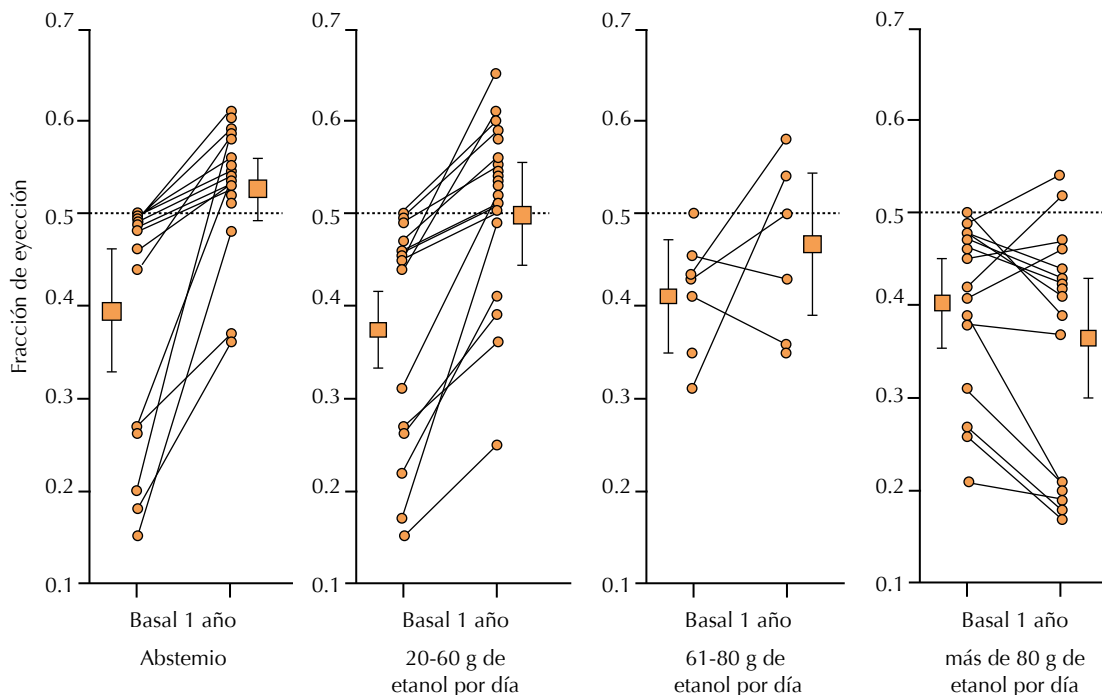 Fracción de eyección
0.7
0.6
0.5
0.4
0.3
0.2
0.1
Basal 1 año
Abstemio
0.7
0.6
0.5
0.4
0.3
0.2
0.1
Basal 1 año
20-60 g de
etanol por día
0.7
0.6
0.5
0.4
0.3
0.2
0.1
Basal 1 año
61-80 g de
etanol por día
0.7
0.6
0.5
0.4
0.3
0.2
0.1
Basal 1 año
más de 80 g de
etanol por día